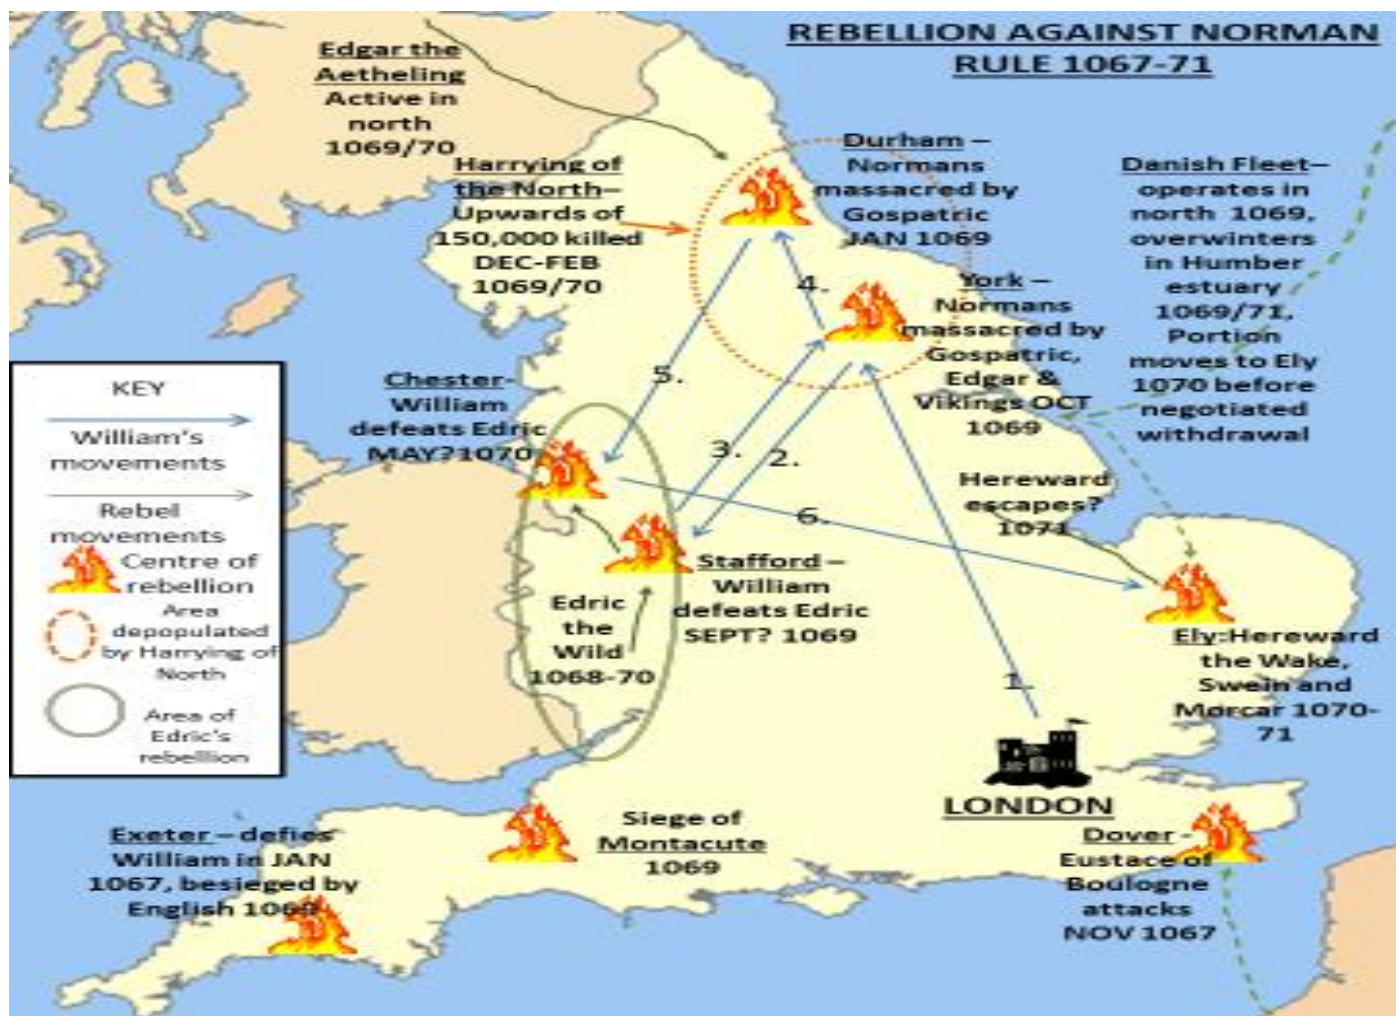 REBELLION AGAINST NORMAN
RULE 1067-71
Edgar the
Aetheling
Active in
north
1069/70
Harrying of
the North–
Upwards of
150,000 killed
DEC-FEB
1069/70
Durham –
Normans
massacred by
Gospatric
JAN 1069
Danish Fleet–
operates in
north 1069,
overwinters
in Humber
estuary
1069/71,
Portion
moves to Ely
1070 before
negotiated
withdrawal
York –
Normans
massacred by
Gospatric,
Edgar &
Vikings OCT
1069
4.
5.
3.
2.
6.
1.
KEY
William's
movements
Rebel
movements
Centre of
rebellion
Area
depopulated
by Harrying of
North
Area of
Edric's
rebellion
Chester-
William
defeats Edric
MAY?1070
Hereward
escapes?
1071
Stafford –
William
defeats Edric
SEPT? 1069
Edric
the
Wild
1068-70
Ely:Hereward
the Wake,
Swein and
Morcar 1070-
71
LONDON
Exeter – defies
William in JAN
1067, besieged by
English
Siege of
Montacute
1069
Dover -
Eustace of
Boulogne
attacks
NOV 1067